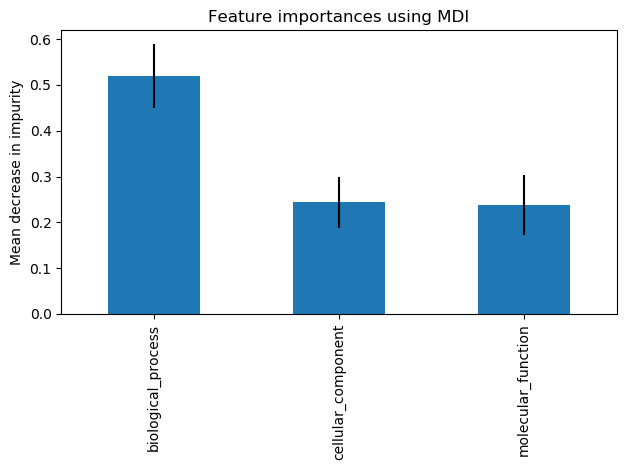 Feature importances using MDI
Mean decrease in impurity
0.6
0.5
0.4
0.3
0.2
0.1
0.0
biological_process
cellular_component
molecular_function